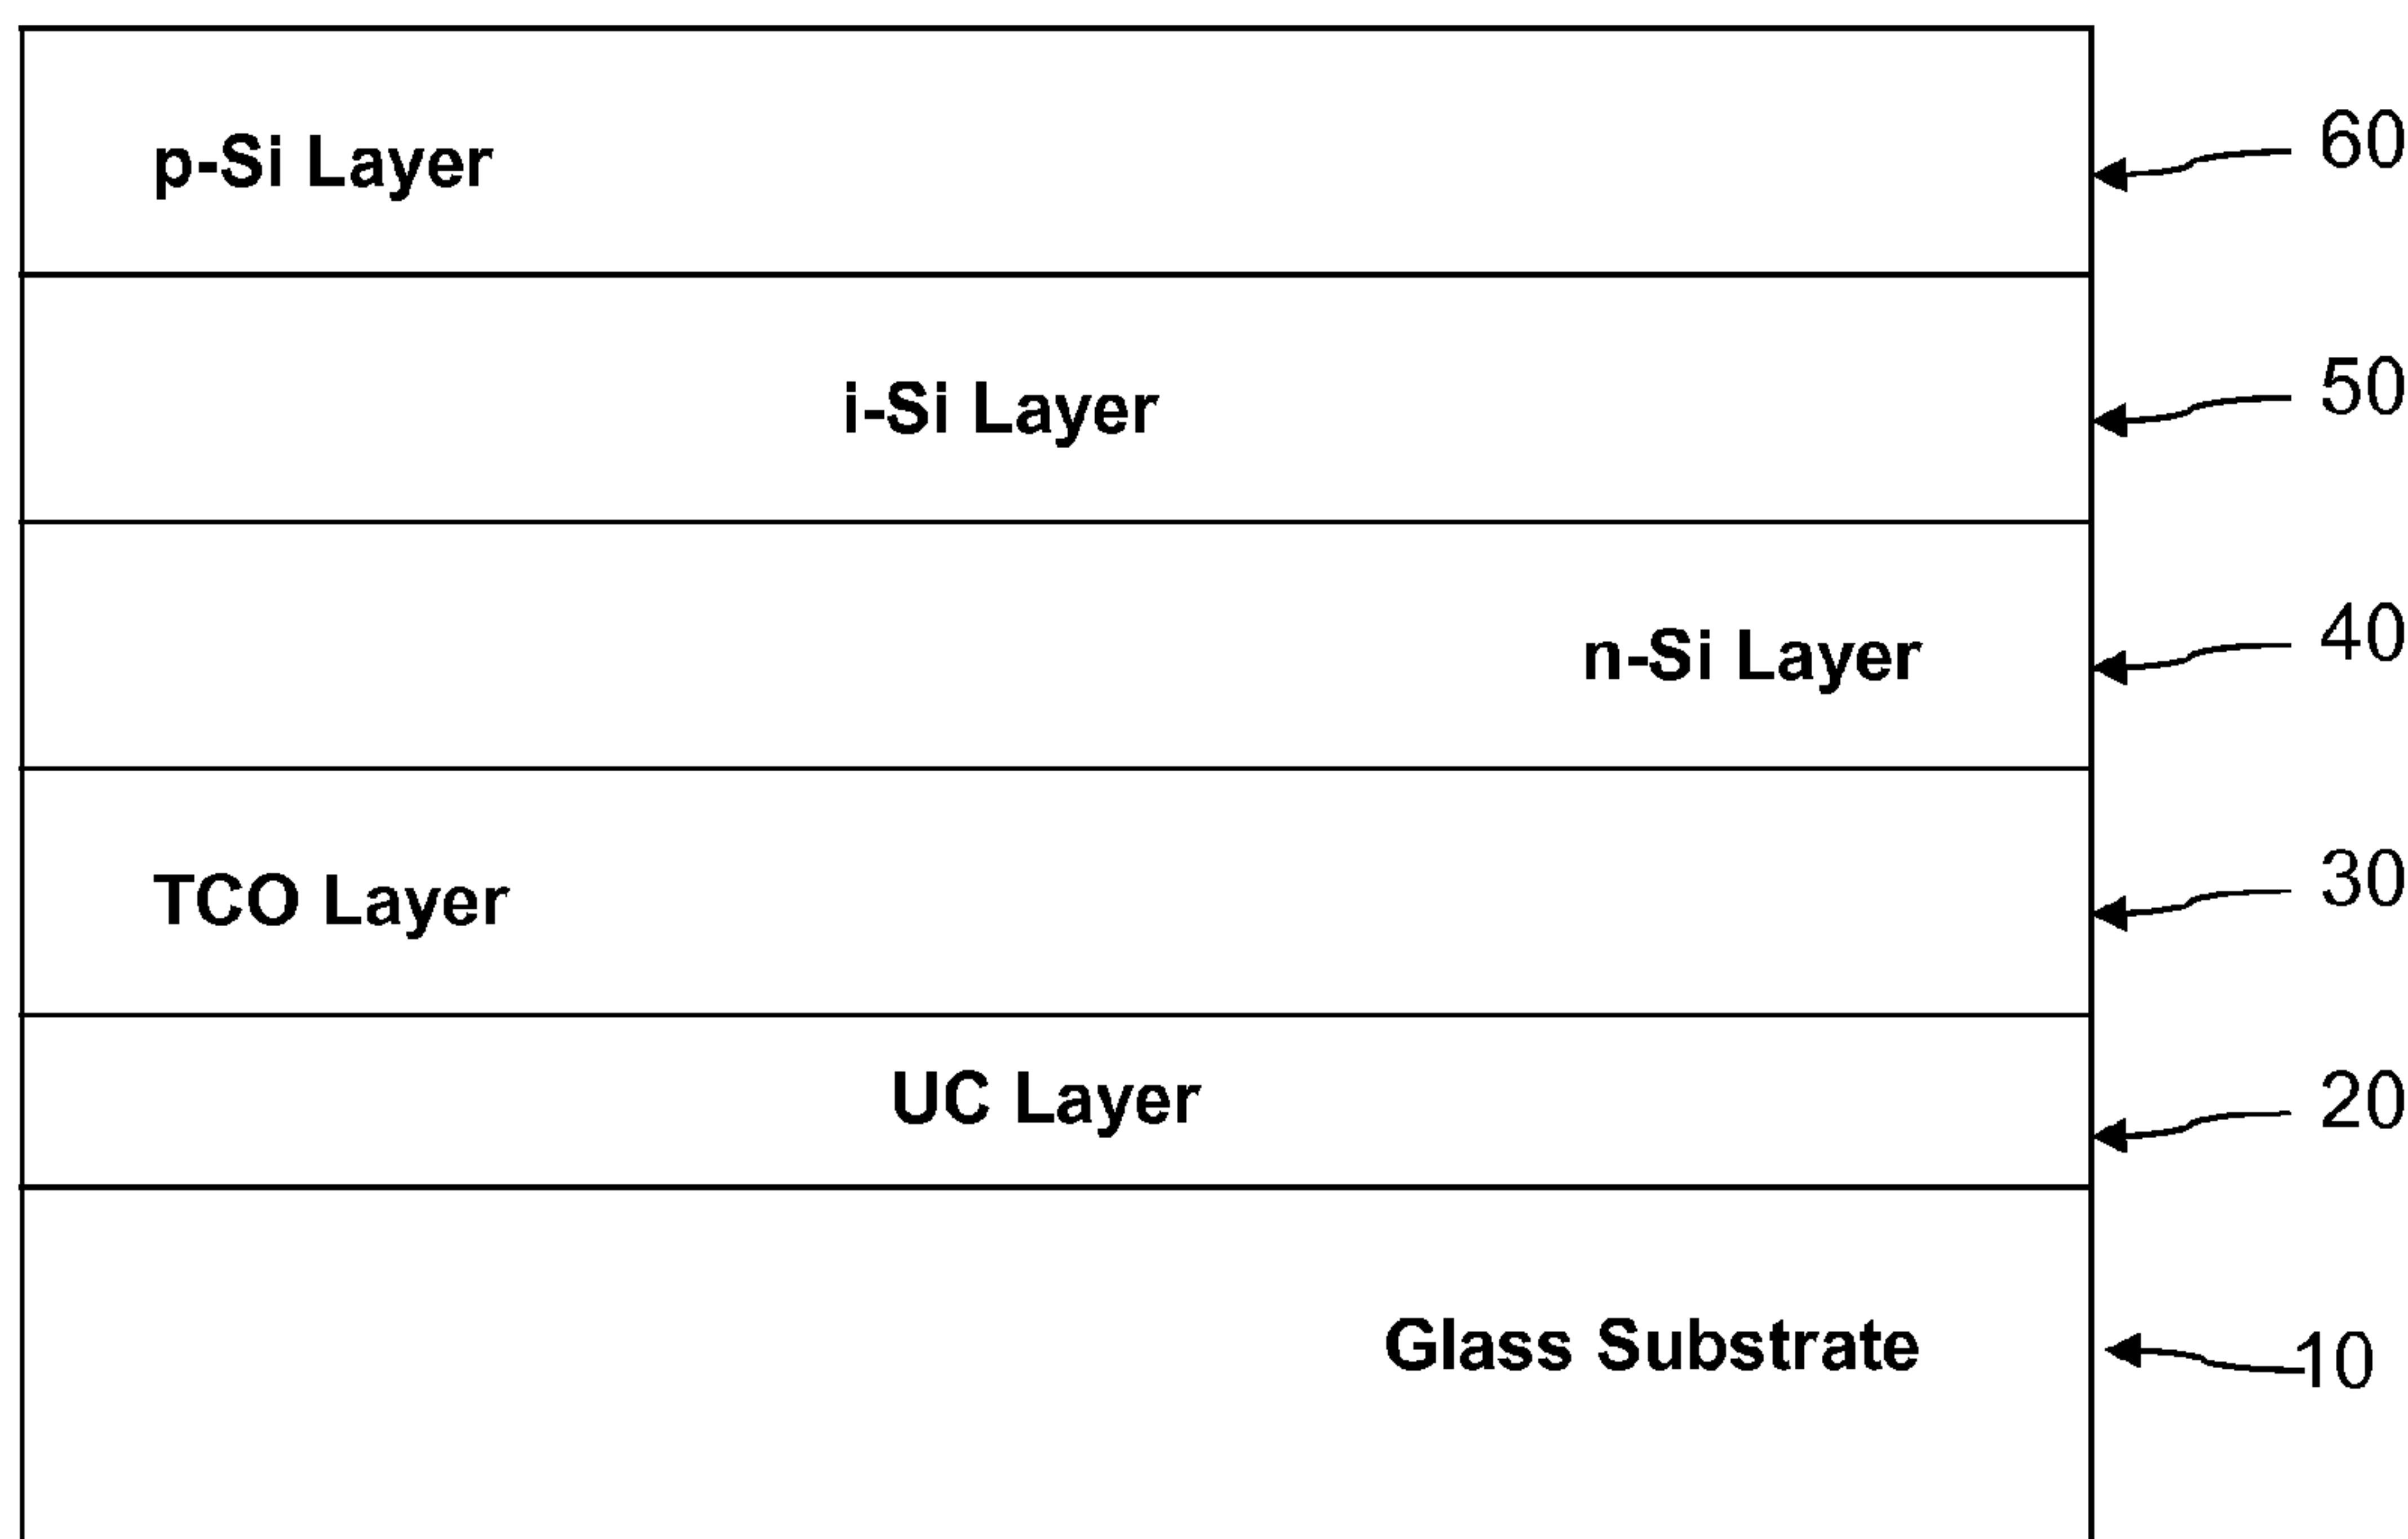 p-Si Layer
60
i-Si Layer
50
n-Si Layer
40
TCO Layer
30
UC Layer
20
Glass Substrate
10